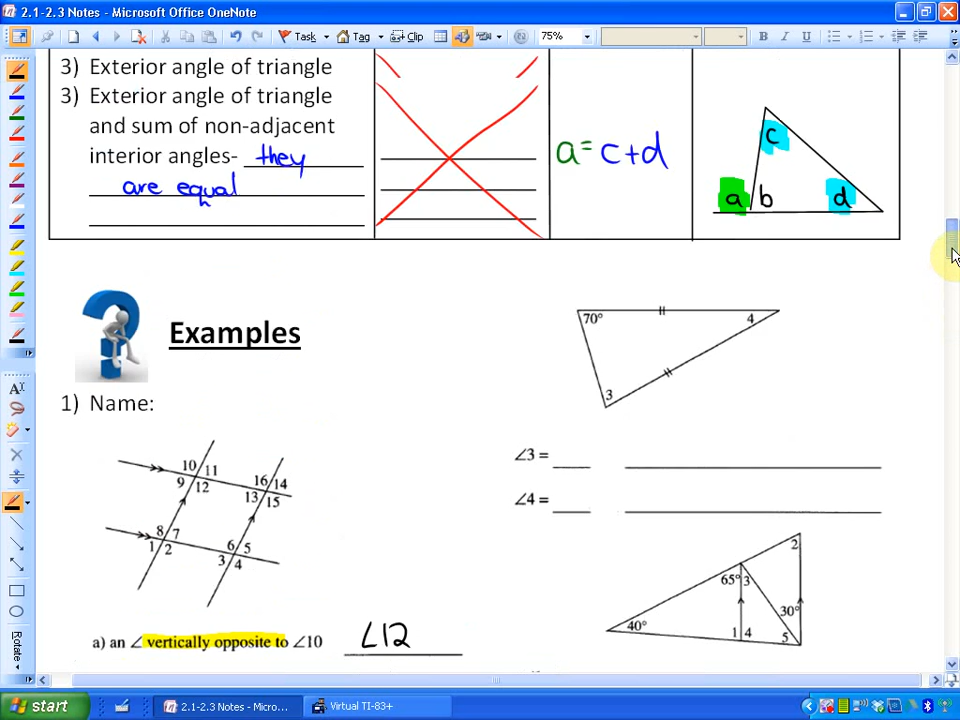 2.1-2.3 Notes - Microsoft Office OneNote
Task
Tag
Clip
75%
B I U
3) Exterior angle of triangle
3) Exterior angle of triangle
and sum of non-adjacent
interior angles- they
are equal
a = c + d
c
a b d
Examples
1) Name:
70° 4
3
10 11
9 12
16 14
13 15
8 7
1 2
6 5
3 4
∠3 =
∠4 =
2
65° 3
30°
40° 1 4 5
a) an ∠ vertically opposite to ∠10 ∠12
Rotate
start
2.1-2.3 Notes - Micro...
Virtual TI-83+